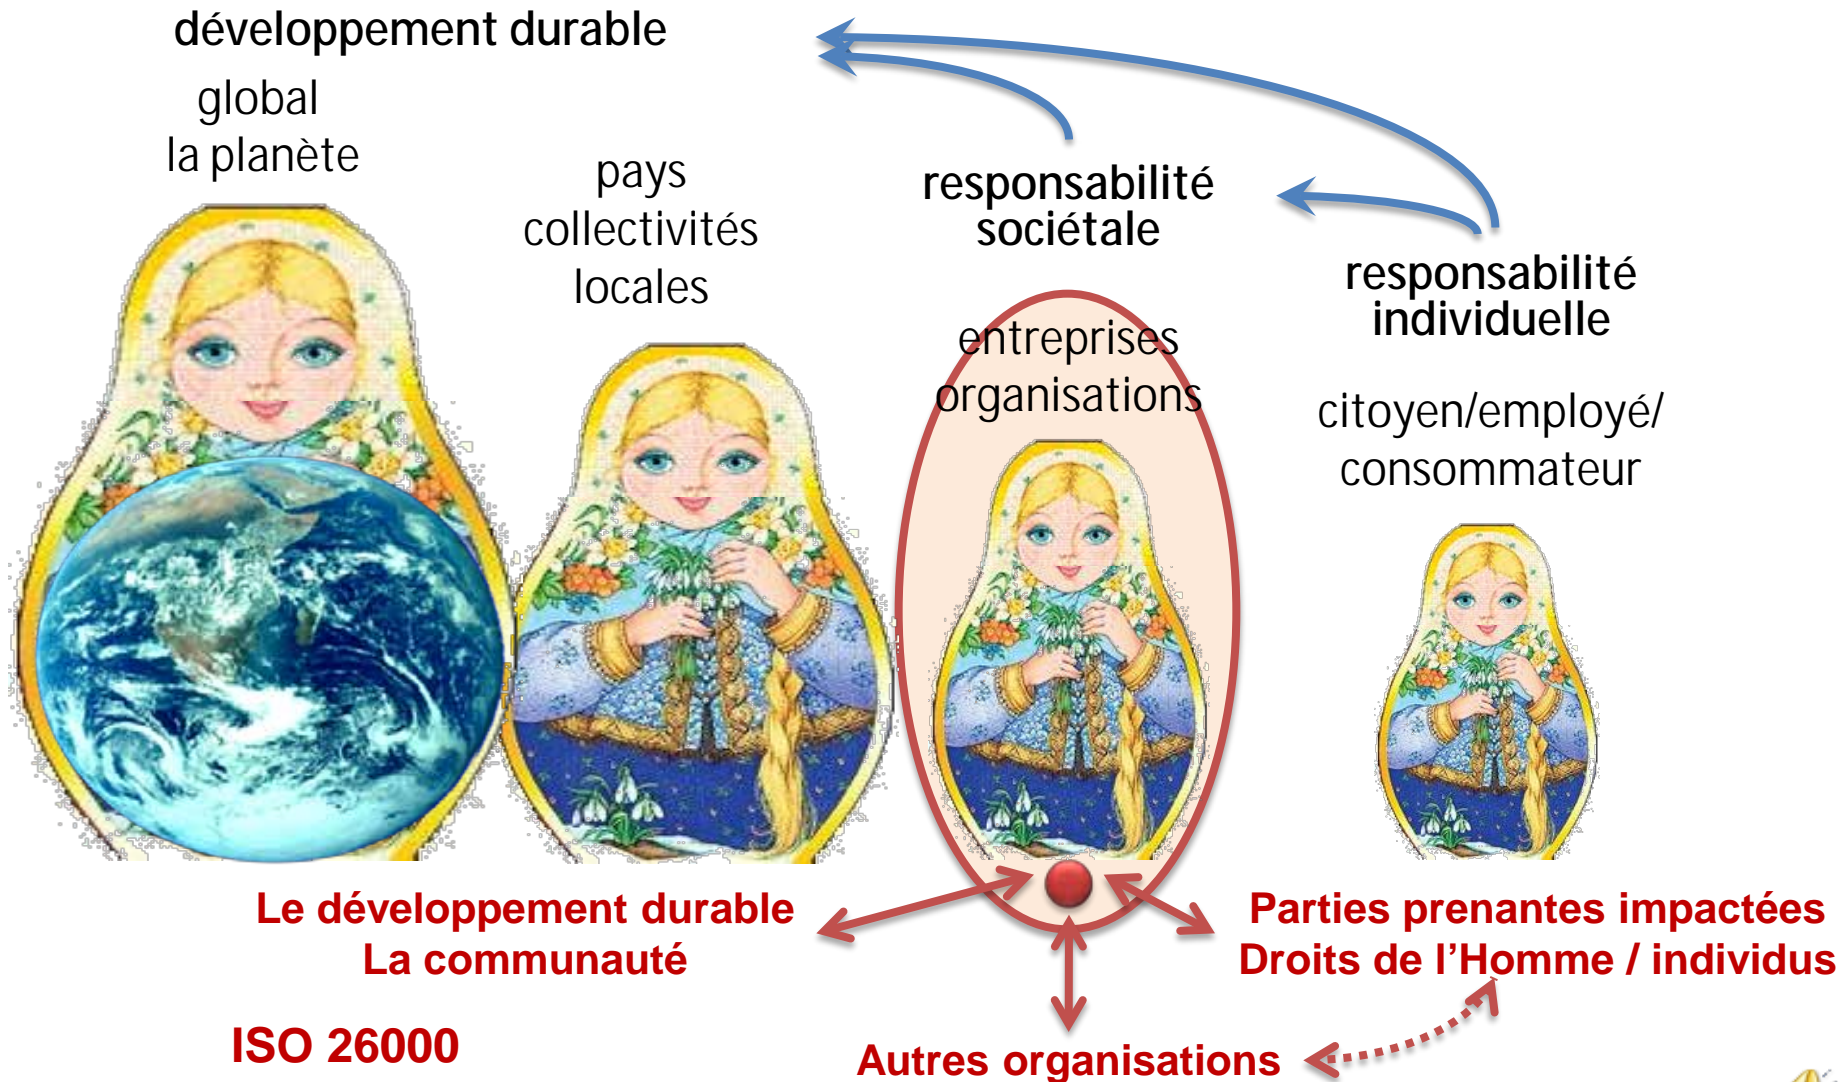 développement durable
global
la planète
pays
collectivités
locales
responsabilité
sociétale
entreprises
organisations
responsabilité
individuelle
citoyen/employé/
consommateur
Le développement durable
La communauté
Parties prenantes impactées
Droits de l'Homme / individus
ISO 26000
Autres organisations